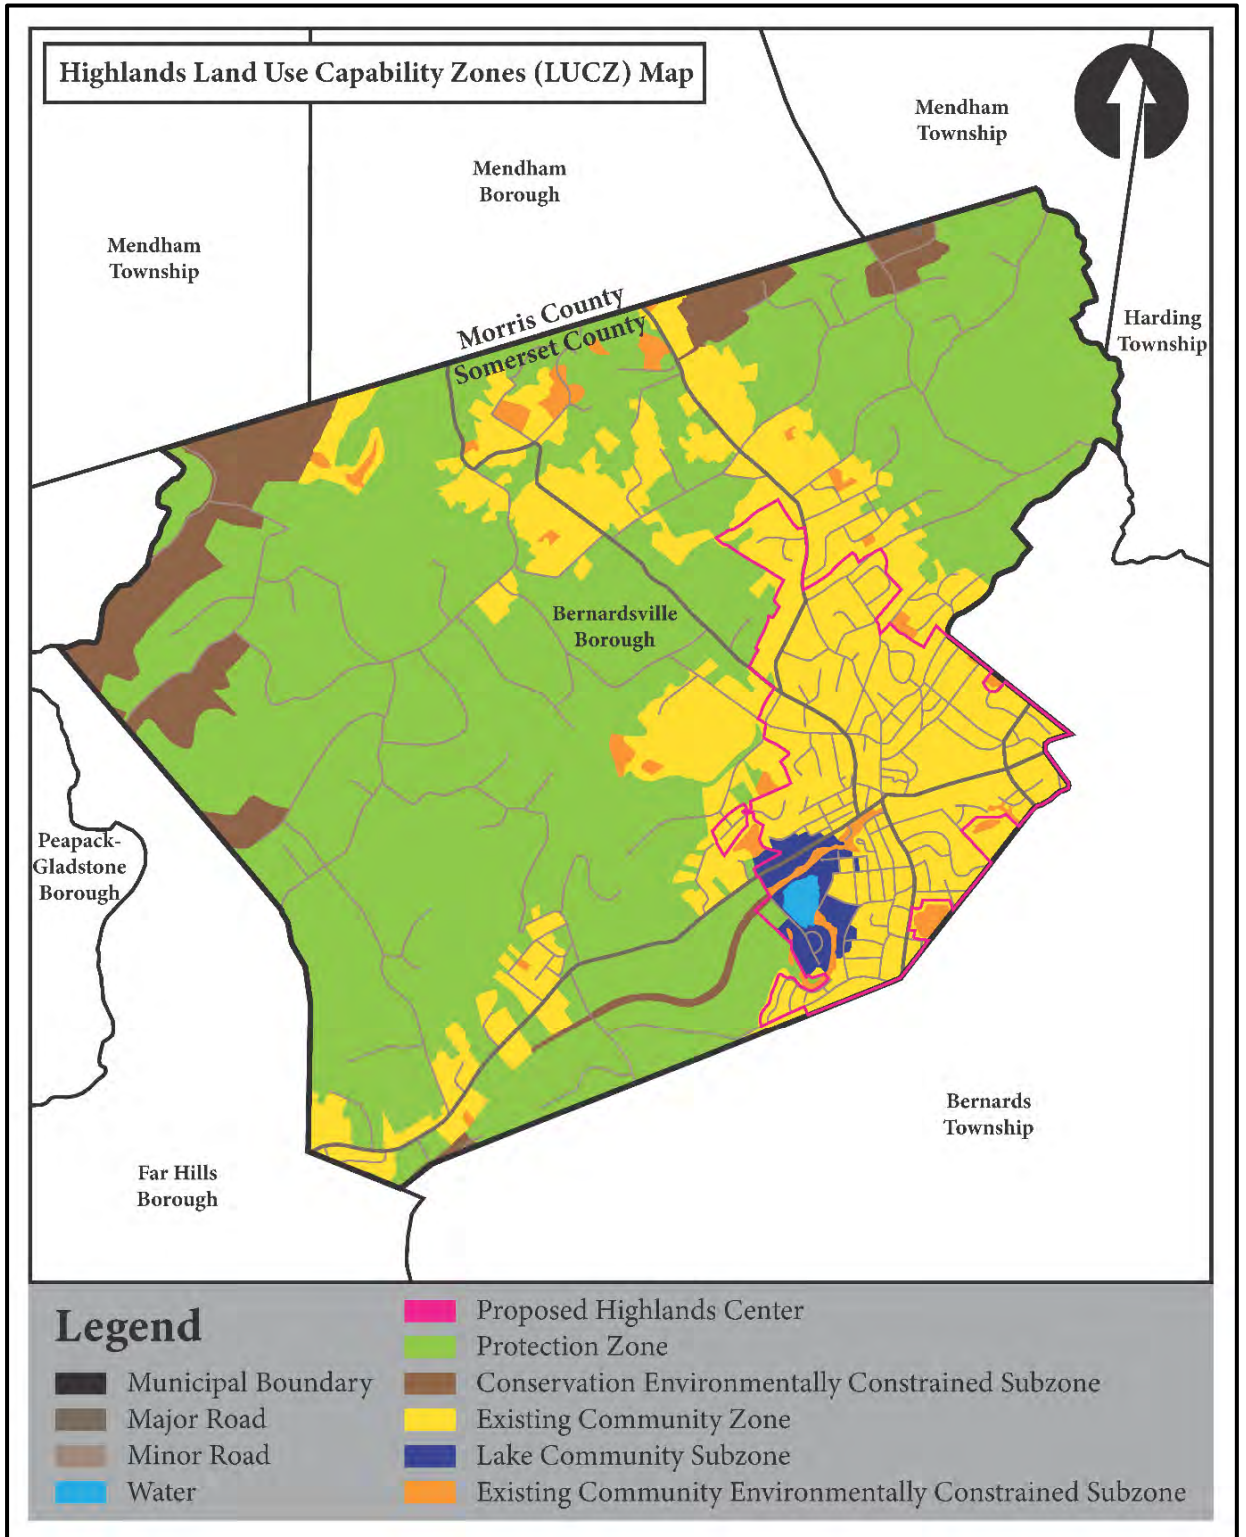 Highlands Land Use Capability Zones (LUCZ) Map
Mendham
Township
Mendham
Borough
Mendham
Township
Morris County
Somerset County
Harding
Township
Bernardsville
Borough
Peapack-
Gladstone
Borough
Bernards
Township
Far Hills
Borough
Legend
Municipal Boundary
Major Road
Minor Road
Water
Proposed Highlands Center
Protection Zone
Conservation Environmentally Constrained Subzone
Existing Community Zone
Lake Community Subzone
Existing Community Environmentally Constrained Subzone